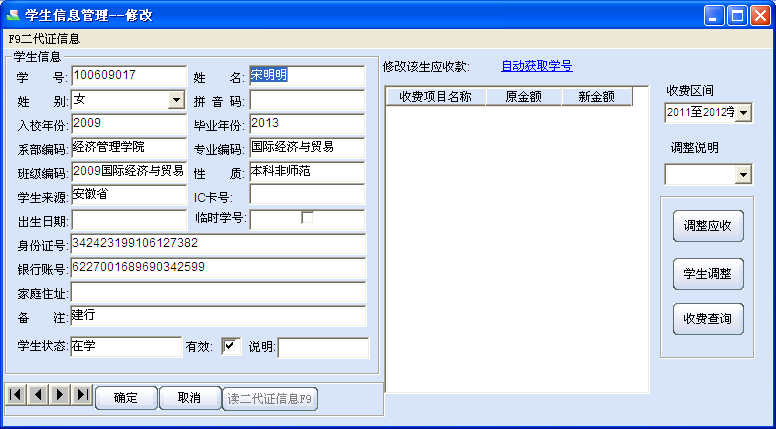 学生信息管理--修改
F9二代证信息
学生信息
学 号: 100609017 姓 名: 宋明明
姓 别: 女 拼 音 码:
入校年份: 2009 毕业年份: 2013
系部编码: 经济管理学院 专业编码: 国际经济与贸易
班级编码: 2009国际经济与贸易 性 质: 本科非师范
学生来源: 安徽省 IC卡号:
出生日期: 临时学号:
身份证号: 342423199106127382
银行账号: 6227001689690342599
家庭住址:
备 注: 建行
学生状态: 在学 有效: 说明:
确定 取消 读二代证信息F9
修改该生应收款: 自动获取学号
收费项目名称 原金额 新金额
收费区间
2011至2012学
调整说明
调整应收
学生调整
收费查询